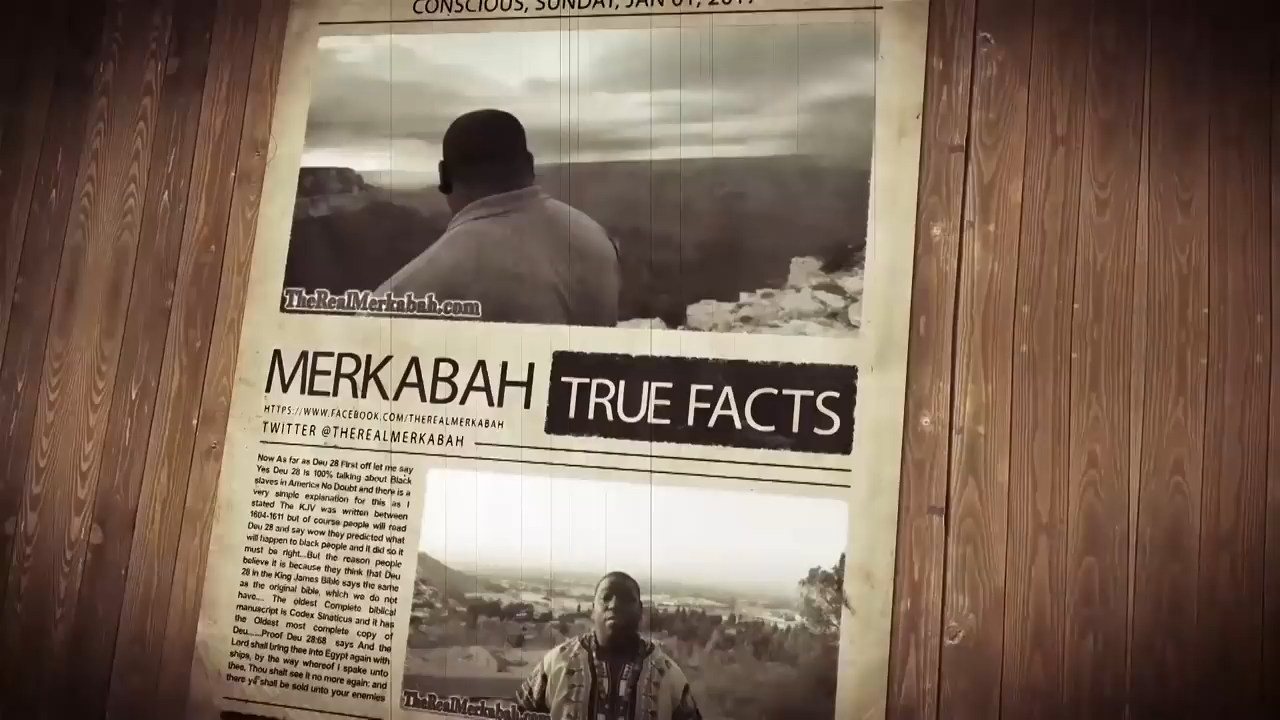 CONSCIOUS, SUNDAY, JAN 01, 2017
TheRealMerkabah.com
MERKABAH
TRUE FACTS
HTTPS://WWW.FACEBOOK.COM/THEREALMERKABAH
TWITTER @THEREALMERKABAH
Now As far as Deu 28 First off let me say
Yes Deu 28 is 100% talking about Black
slaves in America No Doubt and there is a
very simple explanation for this as I
stated The KJV was written between
1604-1611 but of course people will read
Deu 28 and say wow they predicted what
will happen to black people and it did so it
must be right...But the reason people
believe it is because they think that Deu
28 in the King James Bible says the same
as the original bible, which we do not
have.... The oldest Complete biblical
manuscript is Codex Sinaticus and it has
the Oldest most complete copy of
Deu......Proof Deu 28:68 says And the
Lord shall bring thee into Egypt again with
ships, by the way whereof I spake unto
thee, Thou shalt see it no more again: and
there ye shall be sold unto your enemies
TheRealMerkabah.com